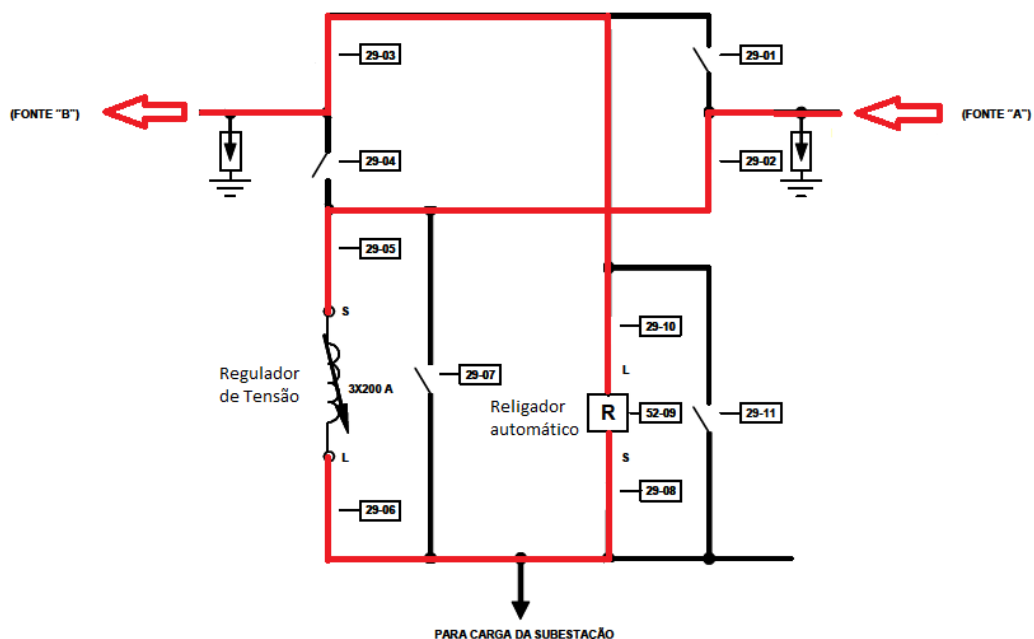 29-03
29-01
(FONTE "B")
(FONTE "A")
29-04
29-02
29-05
S
29-10
Regulador
de Tensão
3X200 A
29-07
L
Religador
automático
R
52-09
29-11
L
S
29-08
29-06
PARA CARGA DA SUBESTAÇÃO